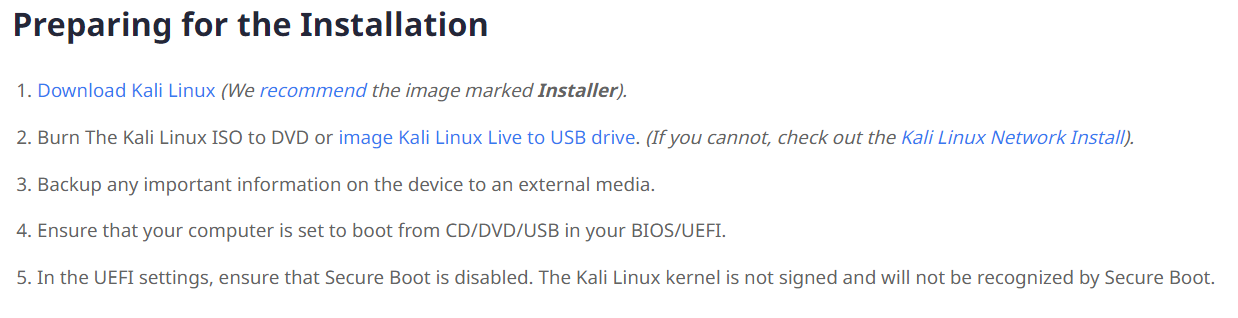 Preparing for the Installation
1. Download Kali Linux (We recommend the image marked Installer).
2. Burn The Kali Linux ISO to DVD or image Kali Linux Live to USB drive. (If you cannot, check out the Kali Linux Network Install).
3. Backup any important information on the device to an external media.
4. Ensure that your computer is set to boot from CD/DVD/USB in your BIOS/UEFI.
5. In the UEFI settings, ensure that Secure Boot is disabled. The Kali Linux kernel is not signed and will not be recognized by Secure Boot.